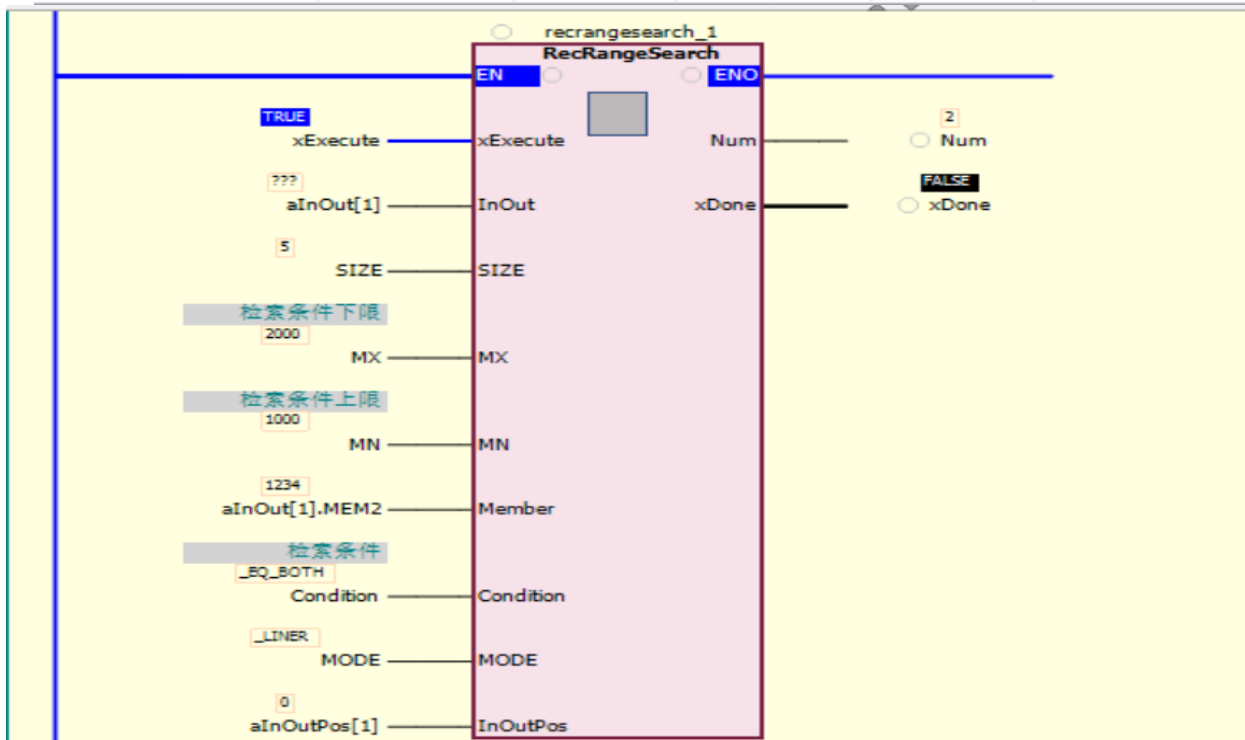 recrangesearch_1
RecRangeSearch
EN ENO
TRUE 2
xExecute xExecute Num Num
??? FALSE
aInOut[1] InOut xDone xDone
5
SIZE SIZE
检索条件下限
2000
MX MX
检索条件上限
1000
MN MN
1234
aInOut[1].MEM2 Member
检索条件
_EQ_BOTH
Condition Condition
_LINER
MODE MODE
0
aInOutPos[1] InOutPos